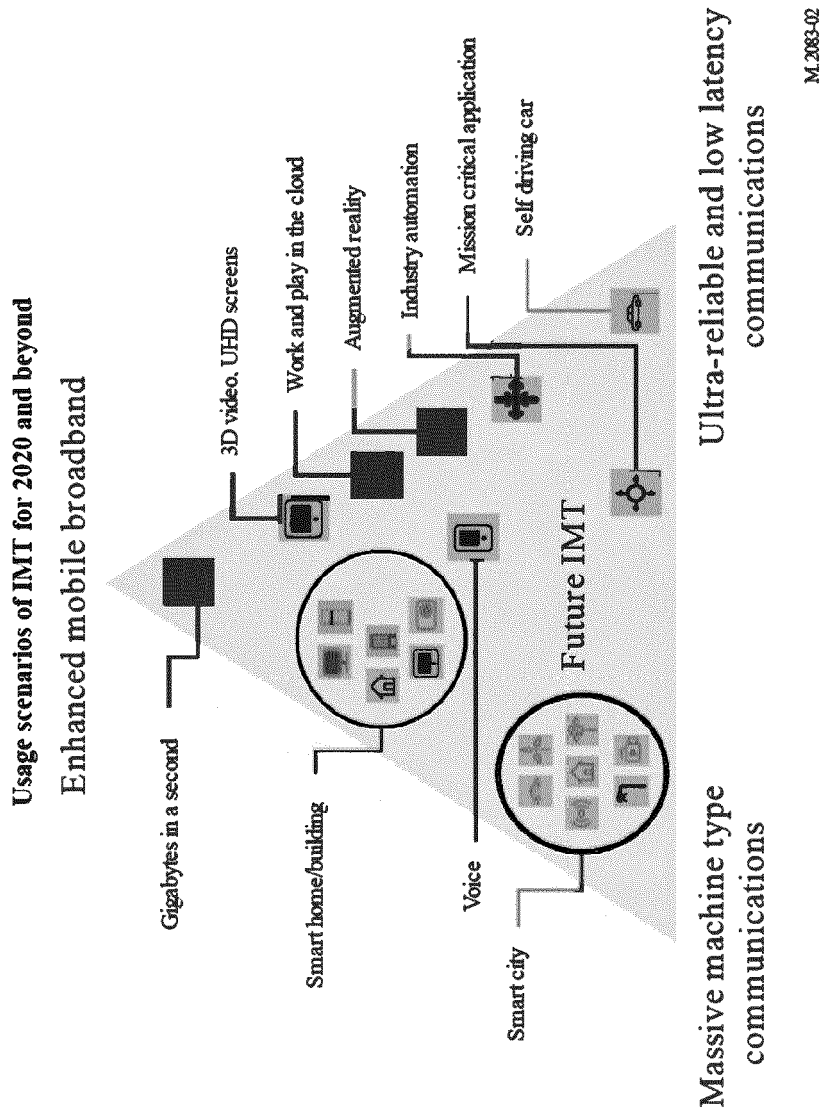 Usage scenarios of IMT for 2020 and beyond
Enhanced mobile broadband
Gigabytes in a second
3D video, UHD screens
Smart home/building
Work and play in the cloud
Augmented reality
Voice
Industry automation
Smart city
Future IMT
Mission critical application
Self driving car
Massive machine type
communications
Ultra-reliable and low latency
communications
M.2083-02